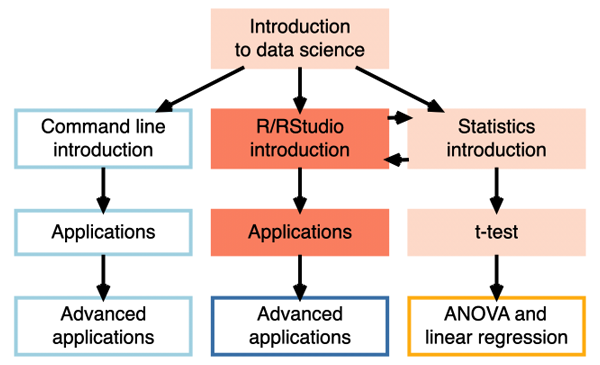 Introduction
to data science
Command line
introduction
R/RStudio
introduction
Statistics
introduction
Applications
Applications
t-test
Advanced
applications
Advanced
applications
ANOVA and
linear regression